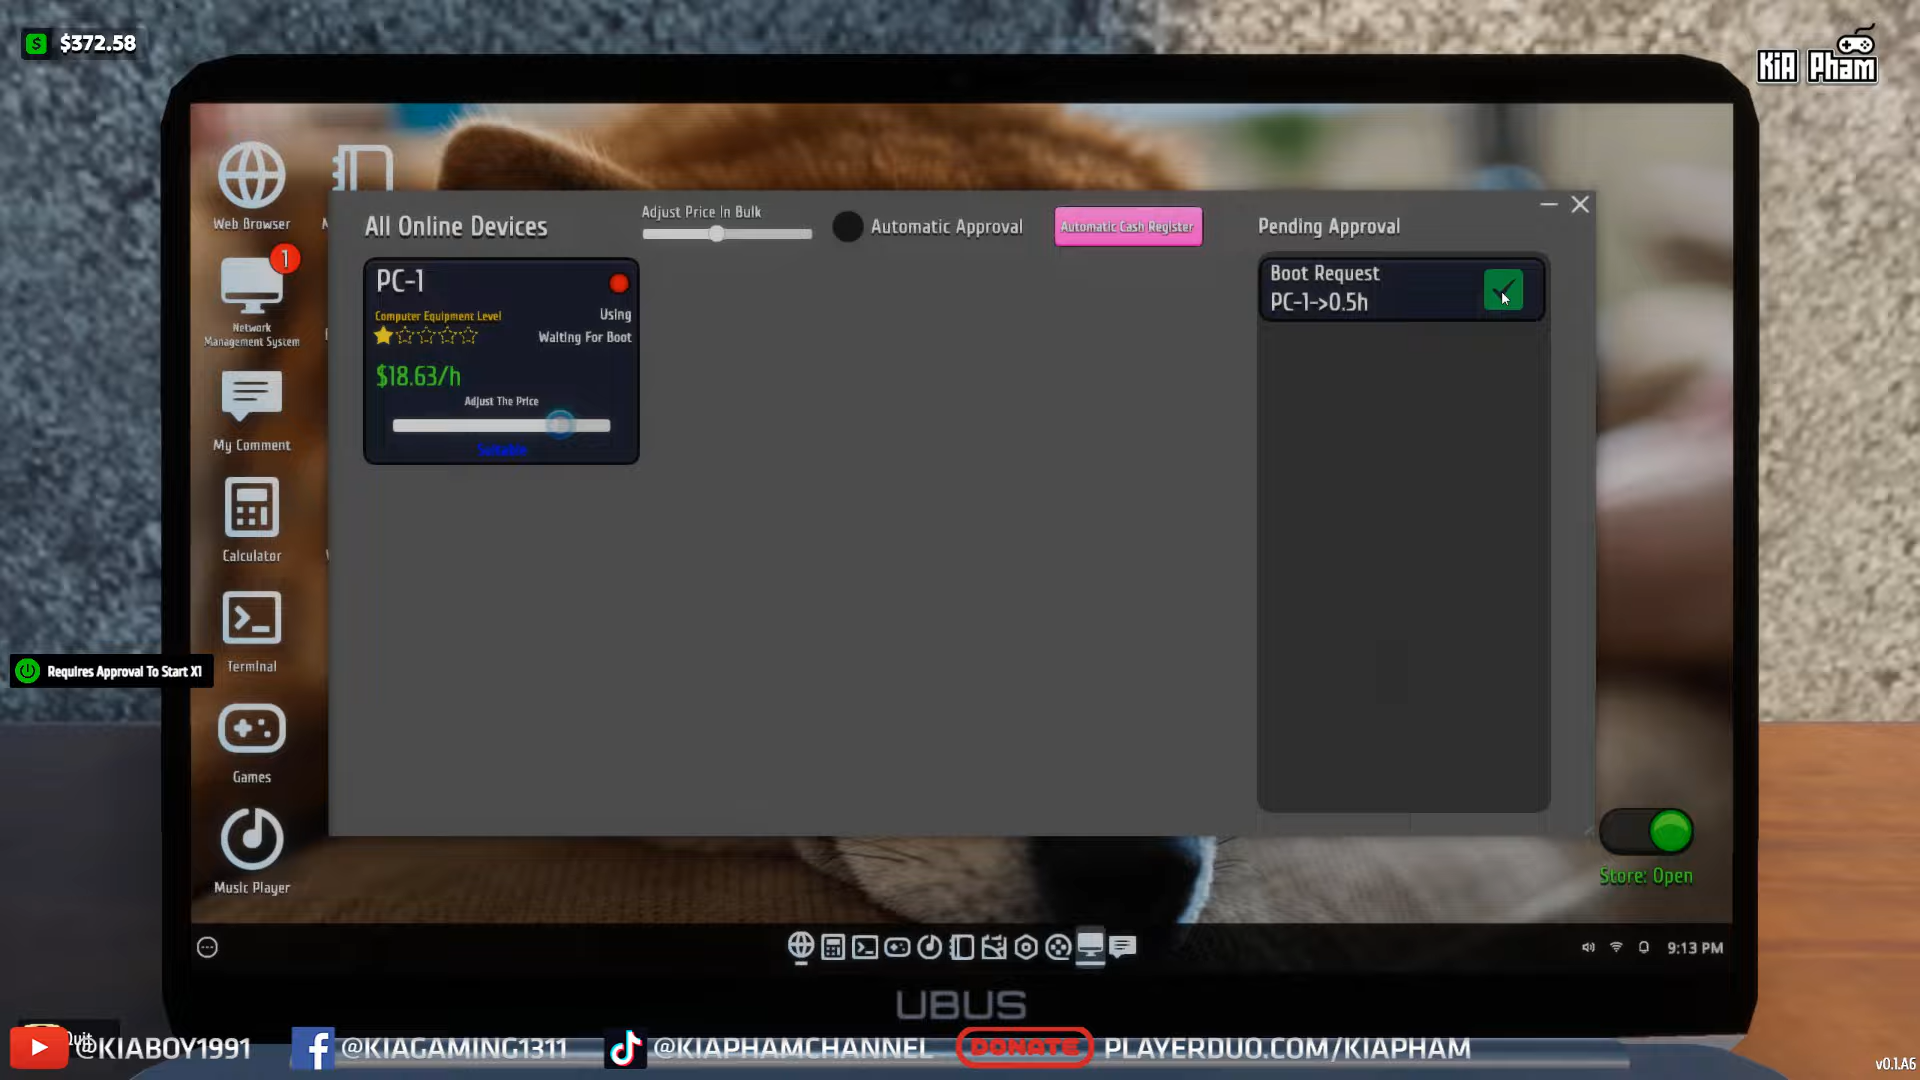 $372.58
KiA Pham
Web Browser
1
Network
Management System
My Comment
Calculator
Terminal
Games
Music Player
All Online Devices
Adjust Price In Bulk
Automatic Approval
Automatic Cash Register
Pending Approval
PC-1
Computer Equipment Level
Using
Waiting For Boot
$18.63/h
Adjust The Price
Suitable
Boot Request
PC-1->0.5h
Requires Approval To Start X1
Store: Open
9:13 PM
UBUS
Quit
@KIABOY1991
@KIAGAMING1311
@KIAPHAMCHANNEL
DONATE
PLAYERDUO.COM/KIAPHAM
v0.1.A6